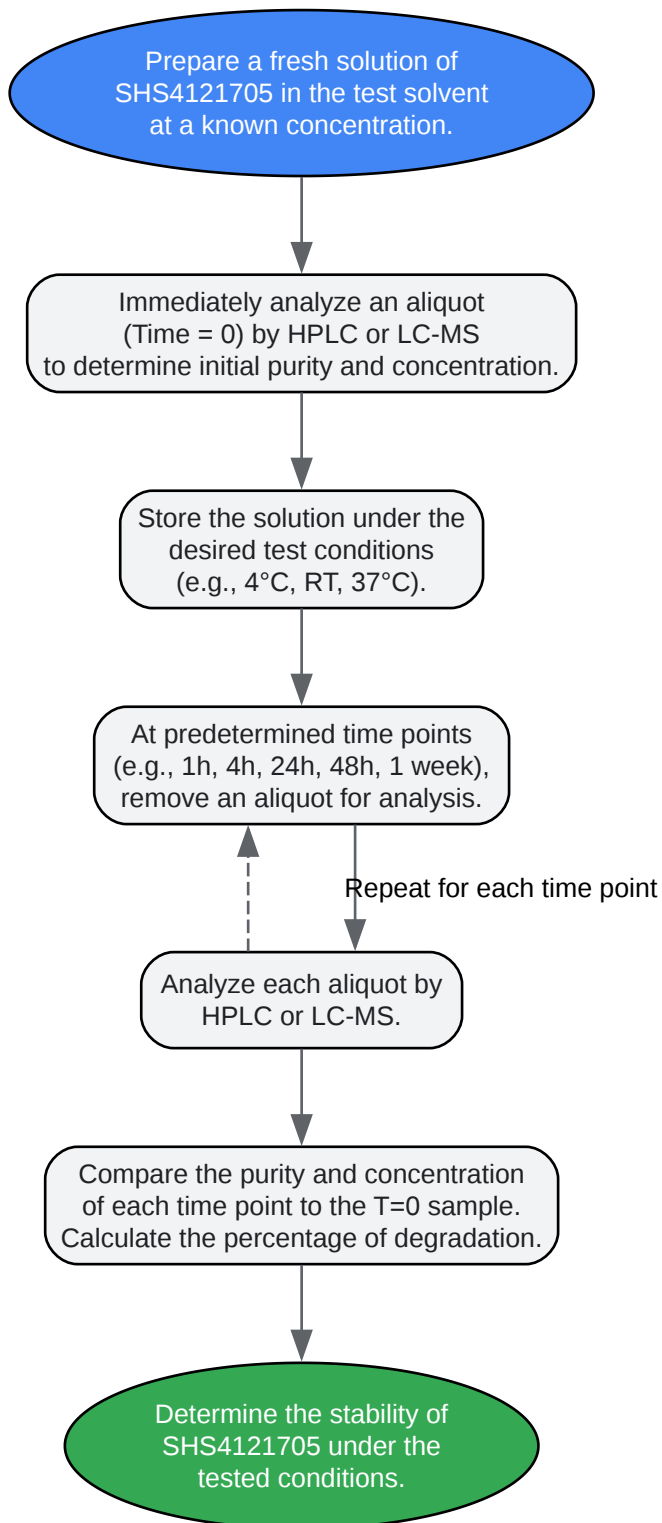 Prepare a fresh solution of
SHS4121705 in the test solvent
at a known concentration.
Immediately analyze an aliquot
(Time = 0) by HPLC or LC-MS
to determine initial purity and concentration.
Store the solution under the
desired test conditions
(e.g., 4°C, RT, 37°C).
At predetermined time points
(e.g., 1h, 4h, 24h, 48h, 1 week),
remove an aliquot for analysis.
Repeat for each time point
Analyze each aliquot by
HPLC or LC-MS.
Compare the purity and concentration
of each time point to the T=0 sample.
Calculate the percentage of degradation.
Determine the stability of
SHS4121705 under the
tested conditions.